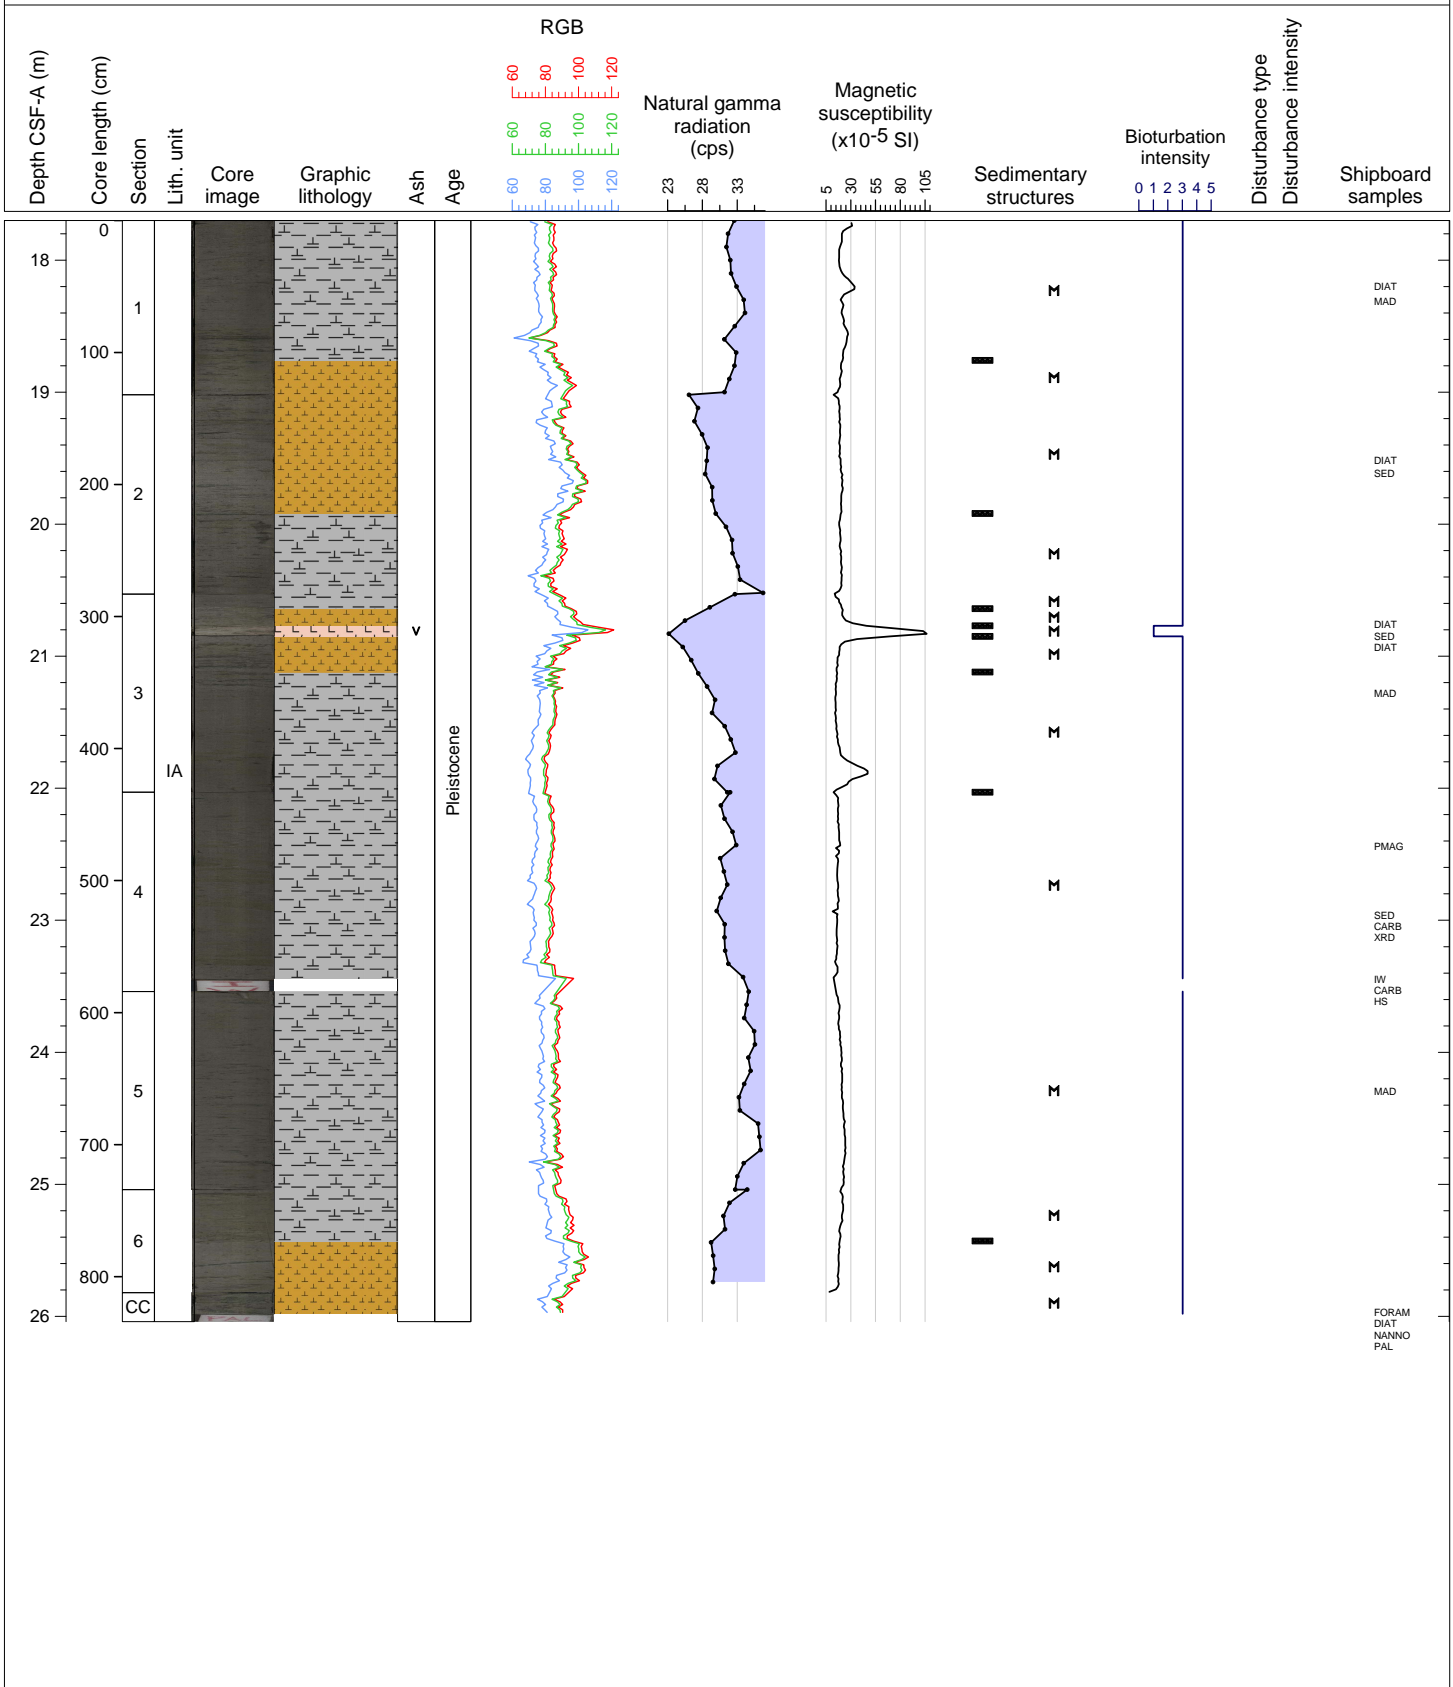 RGB
Depth CSF-A (m)
Core length (cm)
Section
Lith. unit
Core
image
Graphic
lithology
Ash
Age
60 80 100 120
60 80 100 120
60 80 100 120
Natural gamma
radiation
(cps)
23 28 33
Magnetic
susceptibility
(x10-5 SI)
5 30 55 80 105
Sedimentary
structures
Bioturbation
intensity
0 1 2 3 4 5
Disturbance type
Disturbance intensity
Shipboard
samples
0
18
DIAT
M
MAD
1
100
M
19
M
DIAT
SED
200
2
20
M
M
300
M
DIAT
v
M
SED
DIAT
21
M
3
MAD
M
400
IA
Pleistocene
22
PMAG
500
4
M
23
SED
CARB
XRD
IW
CARB
HS
600
24
5
M
MAD
700
25
M
6
M
800
CC
M
26
FORAM
DIAT
NANNO
PAL